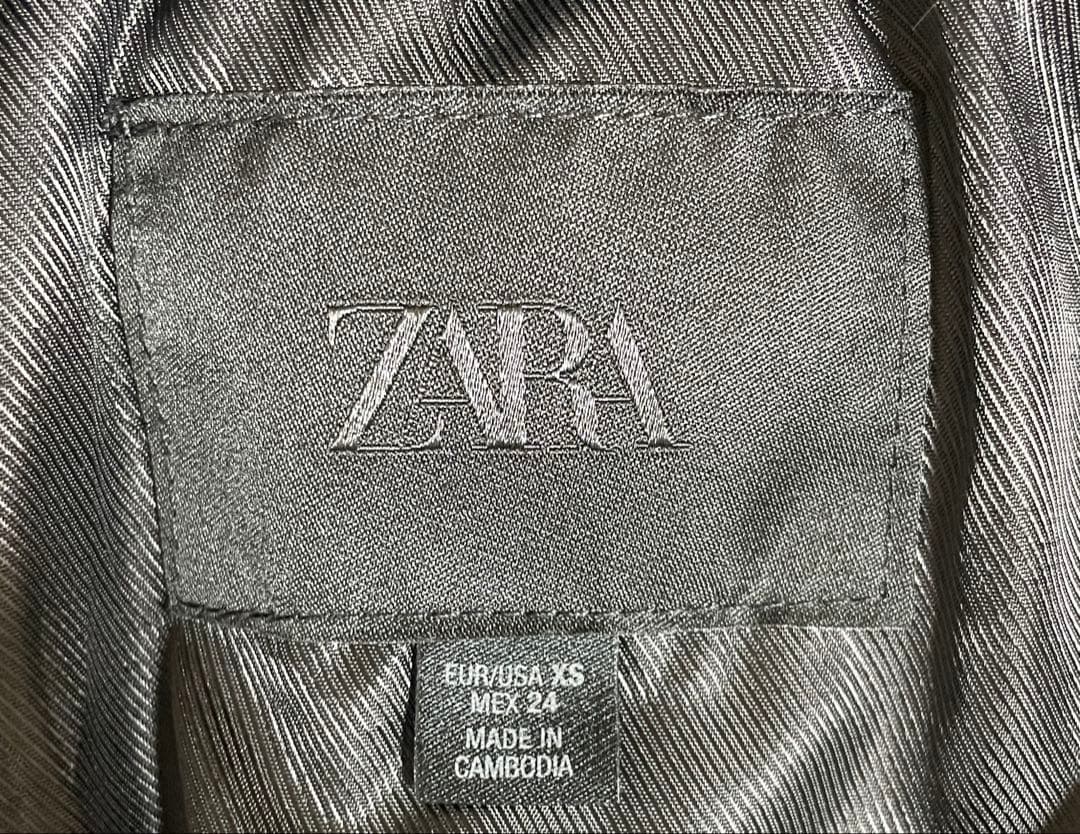 ZARA
EUR/USA XS
MEX 24
MADE IN
CAMBODIA